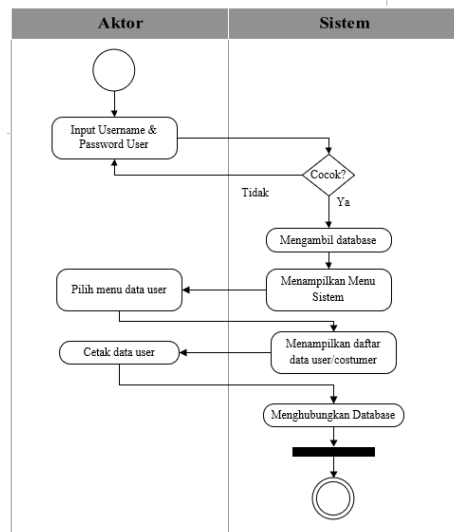 Aktor
Sistem
Input Username &
Password User
Cocok?
Tidak
Ya
Mengambil database
Menampilkan Menu
Sistem
Pilih menu data user
Menampilkan daftar
data user/costumer
Cetak data user
Menghubungkan Database